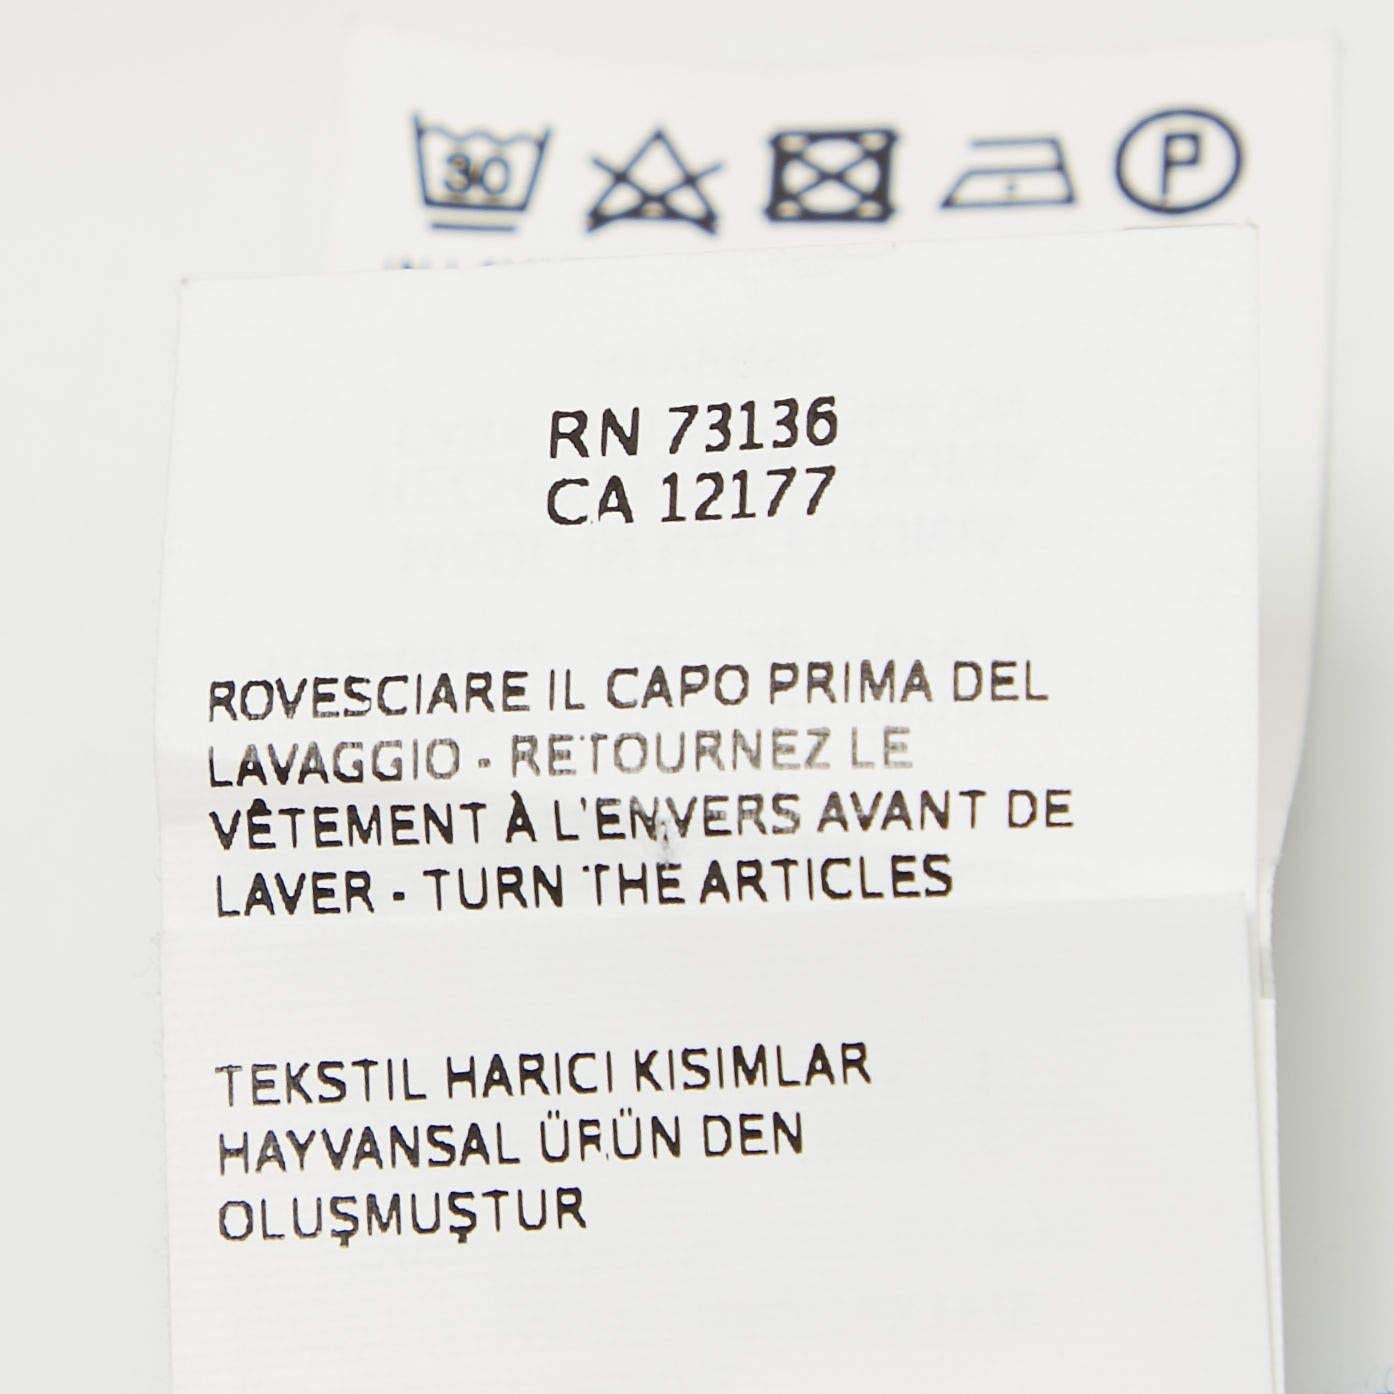 30
P
RN 73136
CA 12177
ROVESCIARE IL CAPO PRIMA DEL
LAVAGGIO - RETOURNEZ LE
VÊTEMENT À L'ENVERS AVANT DE
LAVER - TURN THE ARTICLES
TEKSTIL HARICI KISIMLAR
HAYVANSAL ÜRÜN DEN
OLUŞMUŞTUR